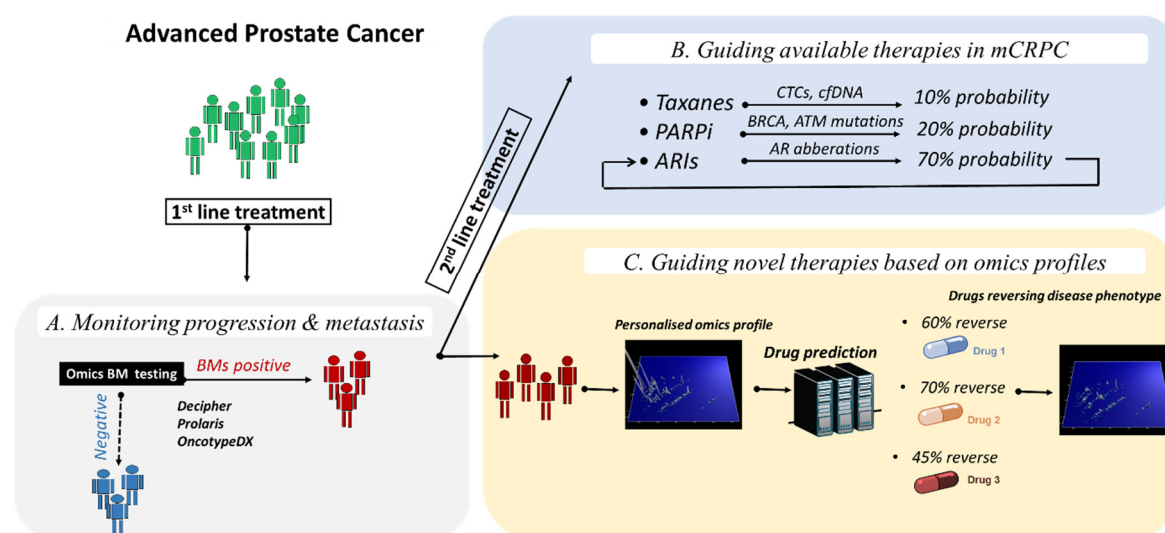 Advanced Prostate Cancer
1st line treatment
A. Monitoring progression & metastasis
Omics BM testing
BMs positive
Decipher
Prolaris
OncotypeDX
Negative
2nd line treatment
B. Guiding available therapies in mCRPC
• Taxanes CTCs, cfDNA 10% probability
• PARPi BRCA, ATM mutations 20% probability
• ARIs AR abberations 70% probability
C. Guiding novel therapies based on omics profiles
Personalised omics profile
Drug prediction
Drugs reversing disease phenotype
• 60% reverse
Drug 1
• 70% reverse
Drug 2
• 45% reverse
Drug 3